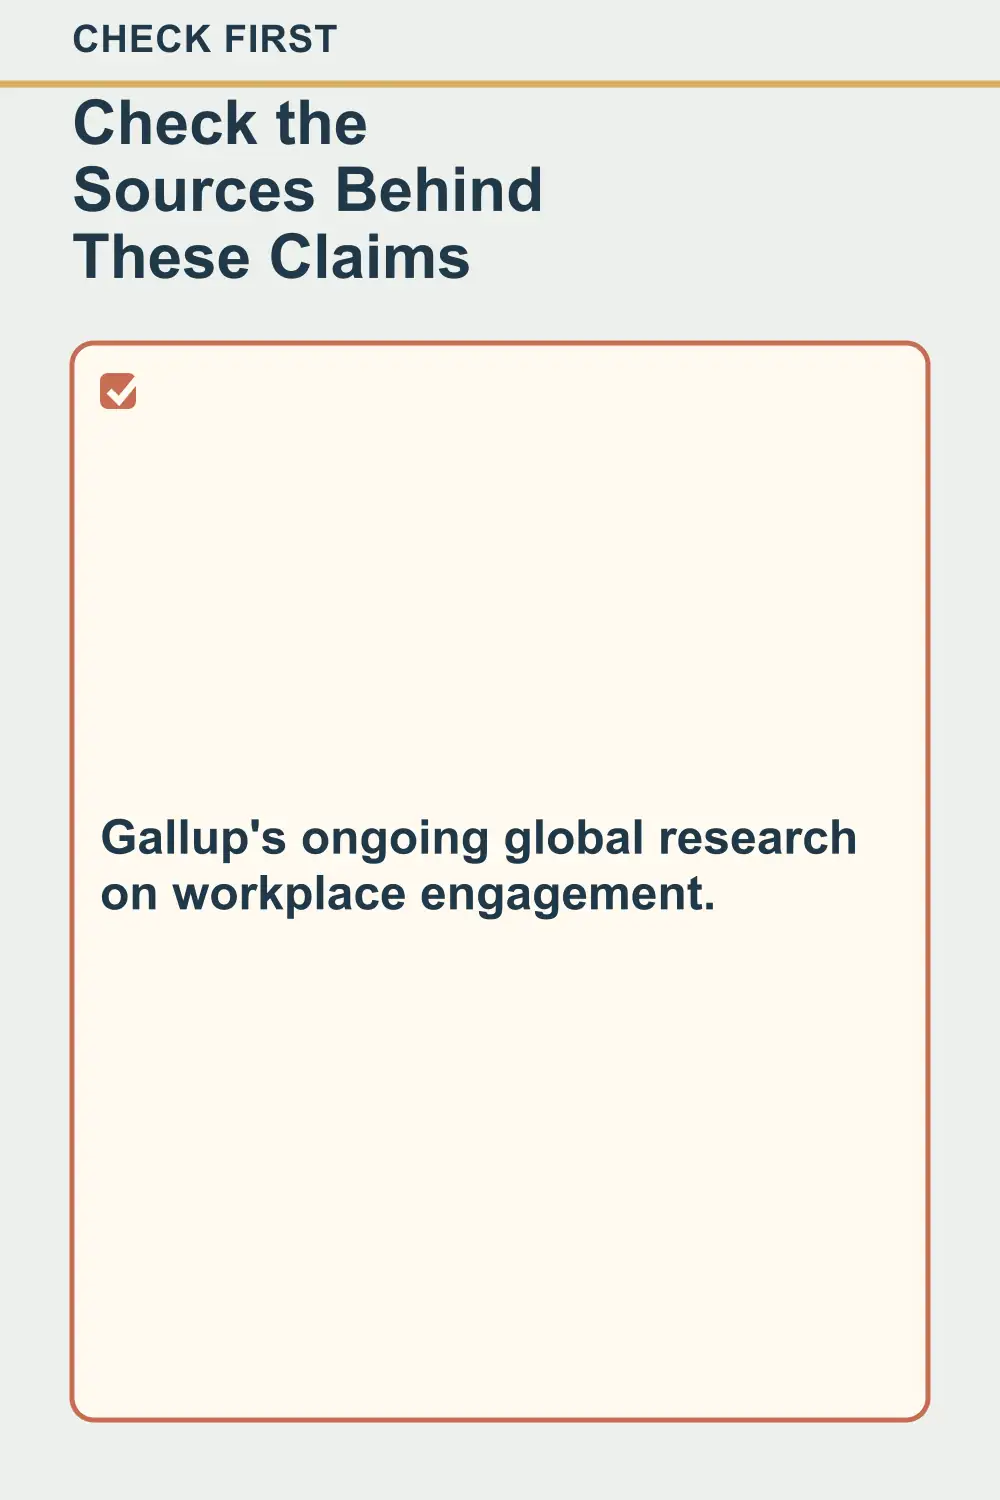 CHECK FIRST
Check the
Sources Behind
These Claims
Gallup's ongoing global research
on workplace engagement.